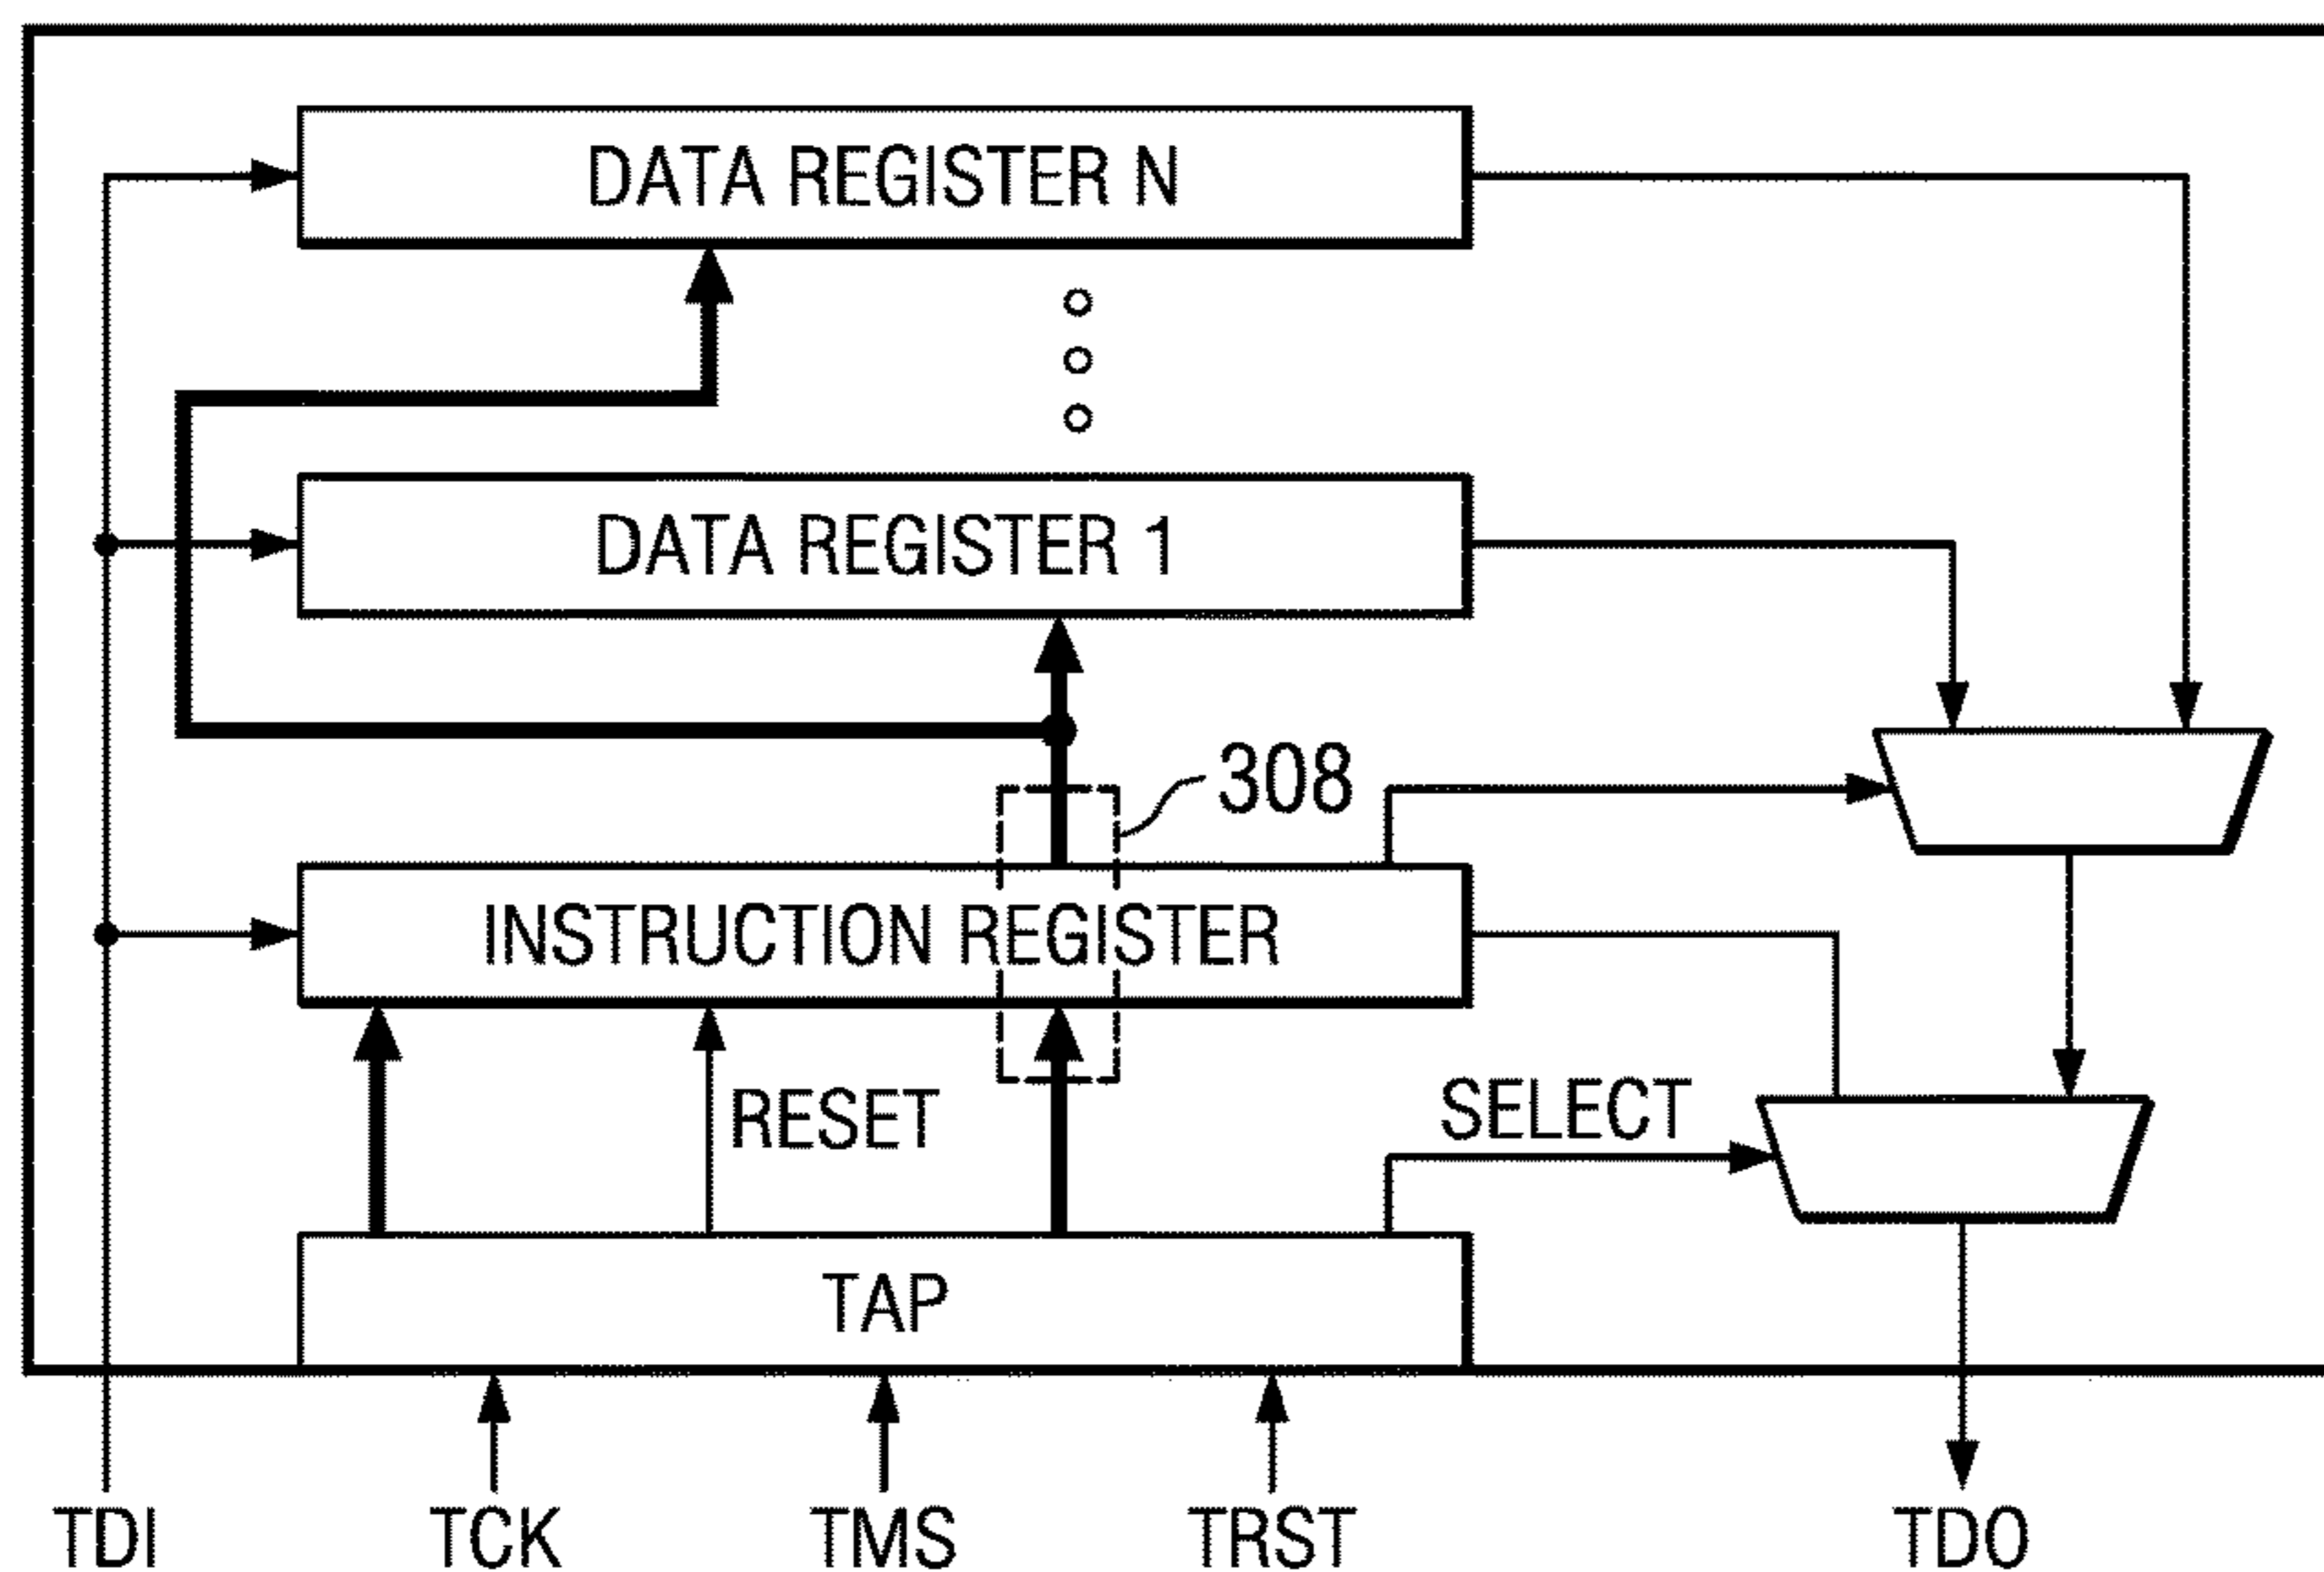 DATA REGISTER N
DATA REGISTER 1
308
INSTRUCTION REGISTER
RESET
SELECT
TAP
TDI
TCK
TMS
TRST
TDO